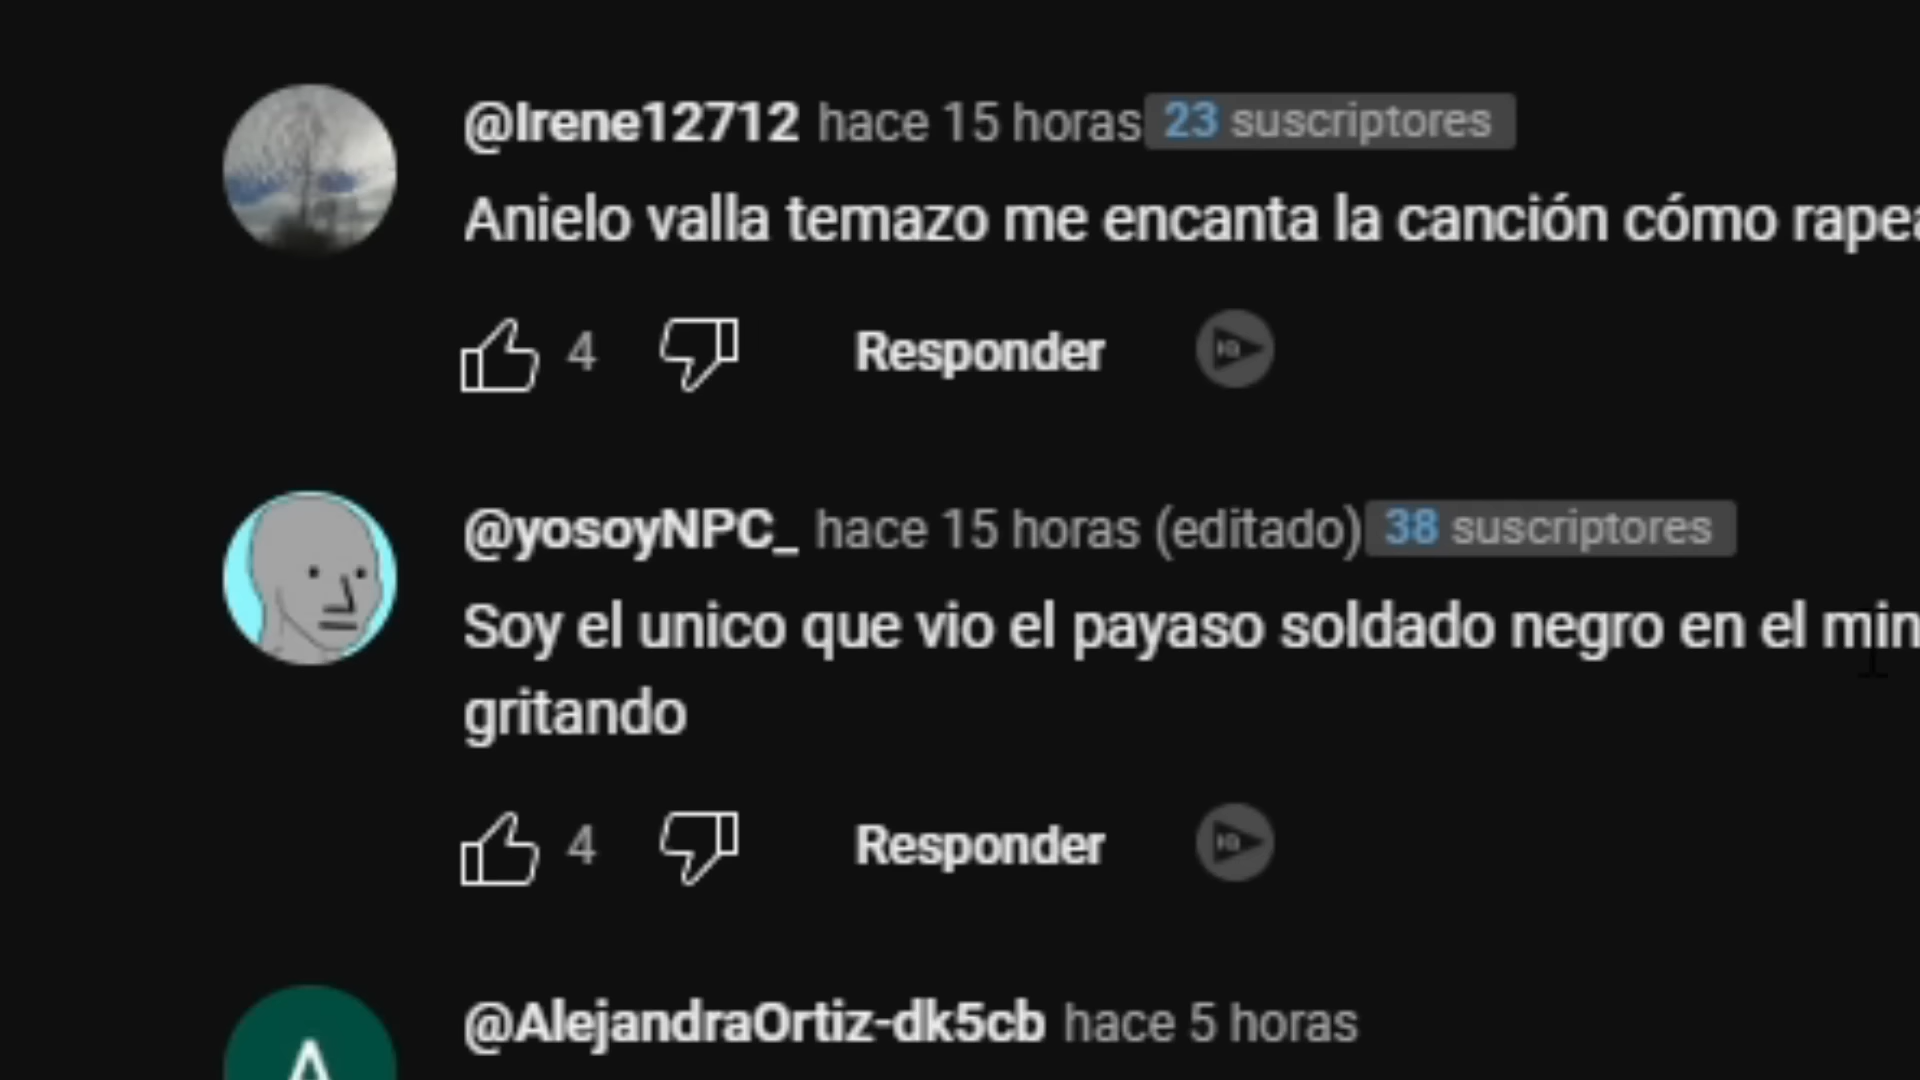 @Irene12712 hace 15 horas 23 suscriptores
Anielo valla temazo me encanta la canción cómo rapea
4 Responder
@yosoyNPC_ hace 15 horas (editado) 38 suscriptores
Soy el unico que vio el payaso soldado negro en el min
gritando
4 Responder
@AlejandraOrtiz-dk5cb hace 5 horas
A